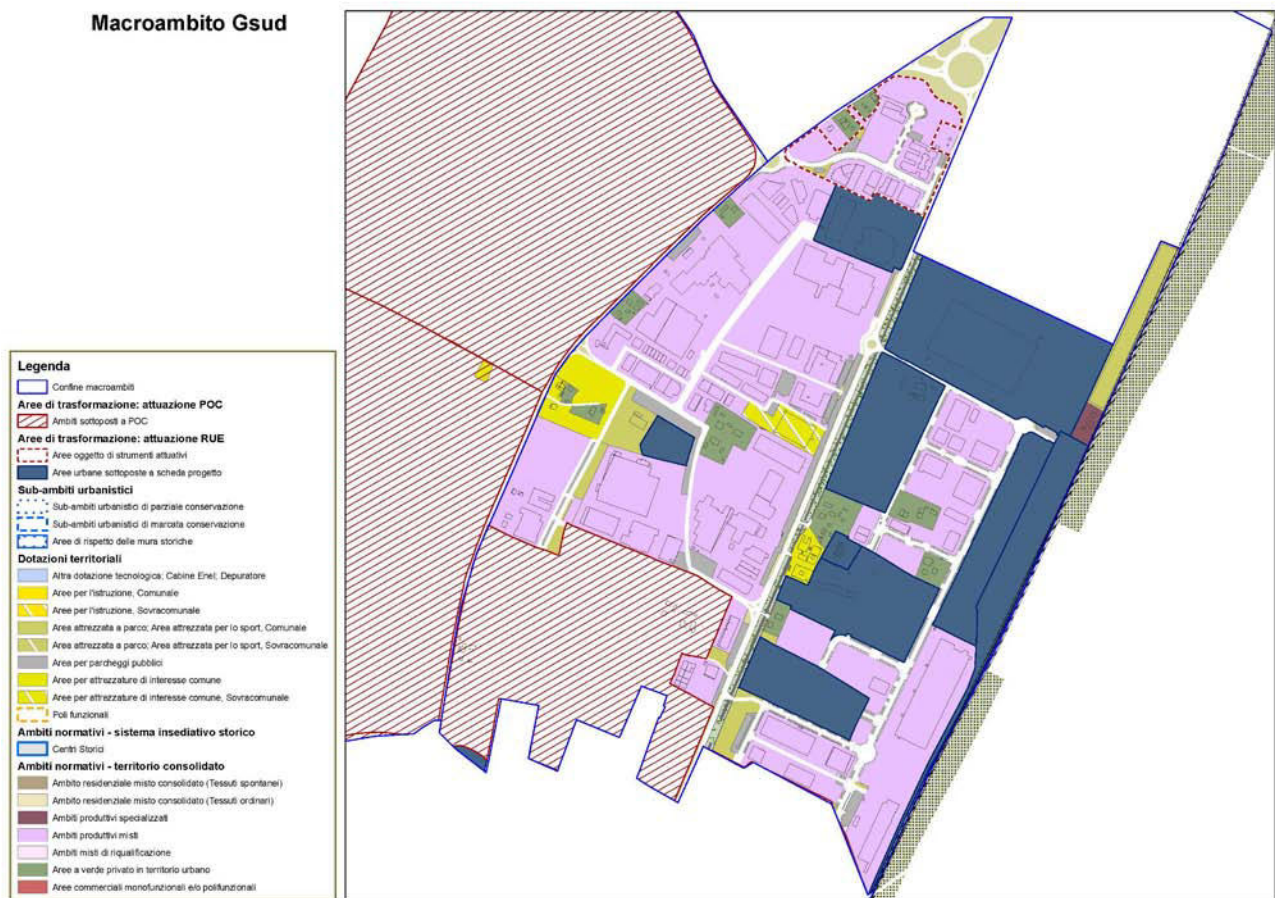 Macroambito Gsud
Legenda
Confine macroambiti
Aree di trasformazione: attuazione POC
Ambiti sottoposti a POC
Aree di trasformazione: attuazione RUE
Aree oggetto di strumenti attuativi
Aree urbane sottoposte a scheda progetto
Sub-ambiti urbanistici
Sub-ambiti urbanistici di parziale conservazione
Sub-ambiti urbanistici di marcata conservazione
Aree di rispetto delle mura storiche
Dotazioni territoriali
Altra dotazione tecnologica; Cabine Enel; Depuratore
Aree per l'istruzione, Comunale
Aree per l'istruzione, Sovracomunale
Area attrezzata a parco; Area attrezzata per lo sport, Comunale
Area attrezzata a parco; Area attrezzata per lo sport, Sovracomunale
Area per parcheggi pubblici
Aree per attrezzature di interesse comune
Aree per attrezzature di interesse comune, Sovracomunale
Poli funzionali
Ambiti normativi - sistema insediativo storico
Centri Storici
Ambiti normativi - territorio consolidato
Ambito residenziale misto consolidato (Tessuti spontanei)
Ambito residenziale misto consolidato (Tessuti ordinari)
Ambiti produttivi specializzati
Ambiti produttivi misti
Ambiti misti di riqualificazione
Aree a verde privato in territorio urbano
Aree commerciali monofunzionali e/o polifunzionali